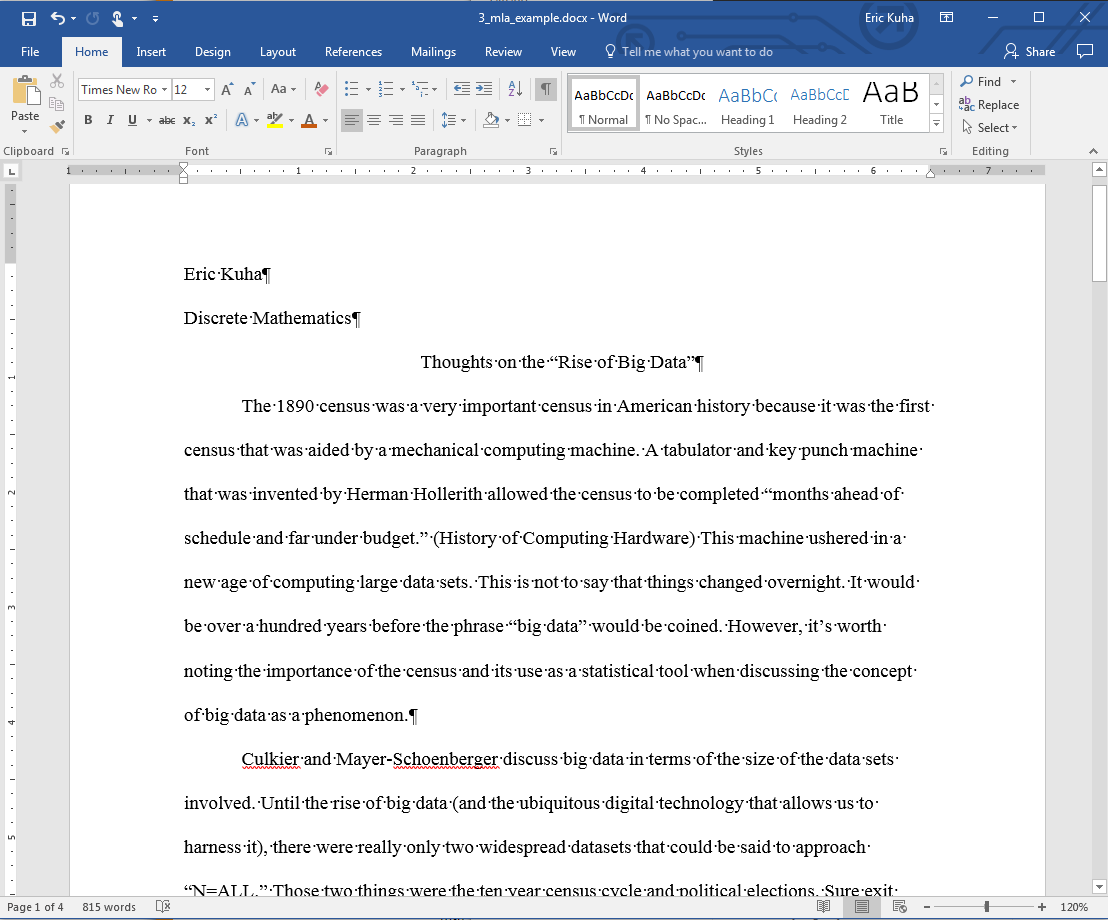 3_mla_example.docx - Word
Eric Kuha
File Home Insert Design Layout References Mailings Review View Tell me what you want to do Share
Paste
Times New Ro 12
Find
Replace
Select
AaBbCcDc AaBbCcDc AaBbCc AaBbCcD AaB
¶ Normal ¶ No Spac... Heading 1 Heading 2 Title
Clipboard Font Paragraph Styles Editing
1 1 2 3 4 5 6 7
Eric·Kuha¶
Discrete·Mathematics¶
Thoughts·on·the·“Rise·of·Big·Data”¶
The·1890·census·was·a·very·important·census·in·American·history·because·it·was·the·first·
census·that·was·aided·by·a·mechanical·computing·machine.·A·tabulator·and·key·punch·machine·
that·was·invented·by·Herman·Hollerith·allowed·the·census·to·be·completed·“months·ahead·of·
schedule·and·far·under·budget.”·(History·of·Computing·Hardware)·This·machine·ushered·in·a·
new·age·of·computing·large·data·sets.·This·is·not·to·say·that·things·changed·overnight.·It·would·
be·over·a·hundred·years·before·the·phrase·“big·data”·would·be·coined.·However,·it’s·worth·
noting·the·importance·of·the·census·and·its·use·as·a·statistical·tool·when·discussing·the·concept·
of·big·data·as·a·phenomenon.¶
Culkier·and·Mayer-Schoenberger·discuss·big·data·in·terms·of·the·size·of·the·data·sets·
involved.·Until·the·rise·of·big·data·(and·the·ubiquitous·digital·technology·that·allows·us·to·
harness·it),·there·were·really·only·two·widespread·datasets·that·could·be·said·to·approach·
“N=ALL.”·Those·two·things·were·the·ten·year·census·cycle·and·political·elections.·Sure·exit·
Page 1 of 4 815 words 120%